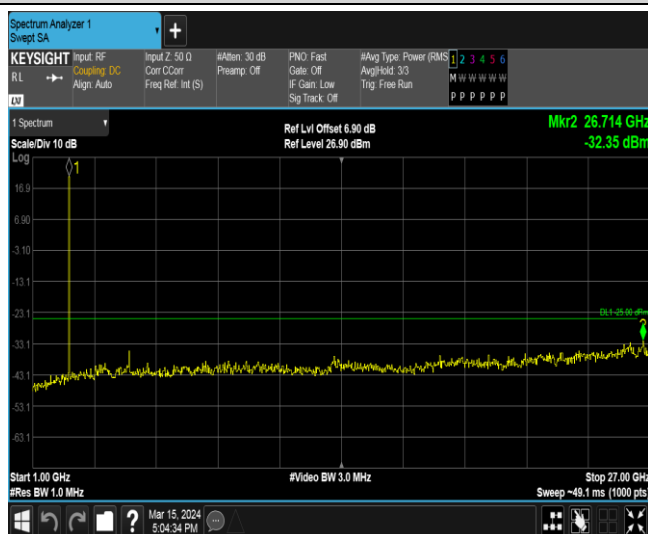 Spectrum Analyzer 1
Swept SA
+
KEYSIGHT
RL
LXI
Input: RF
Coupling: DC
Align: Auto
Input Z: 50 Ω
Corr CCorr
Freq Ref: Int (S)
#Atten: 30 dB
Preamp: Off
PNO: Fast
Gate: Off
IF Gain: Low
Sig Track: Off
#Avg Type: Power (RMS
Avg|Hold: 3/3
Trig: Free Run
1 2 3 4 5 6
M W W W W W
P P P P P P
1 Spectrum
Scale/Div 10 dB
Log
Ref Lvl Offset 6.90 dB
Ref Level 26.90 dBm
Mkr2 26.714 GHz
-32.35 dBm
1
16.9
6.90
-3.10
-13.1
-23.1
DL1 -25.00 dBm
2
-33.1
-43.1
-53.1
-63.1
Start 1.00 GHz
#Res BW 1.0 MHz
#Video BW 3.0 MHz
Stop 27.00 GHz
Sweep ~49.1 ms (1000 pts)
?
Mar 15, 2024
5:04:34 PM